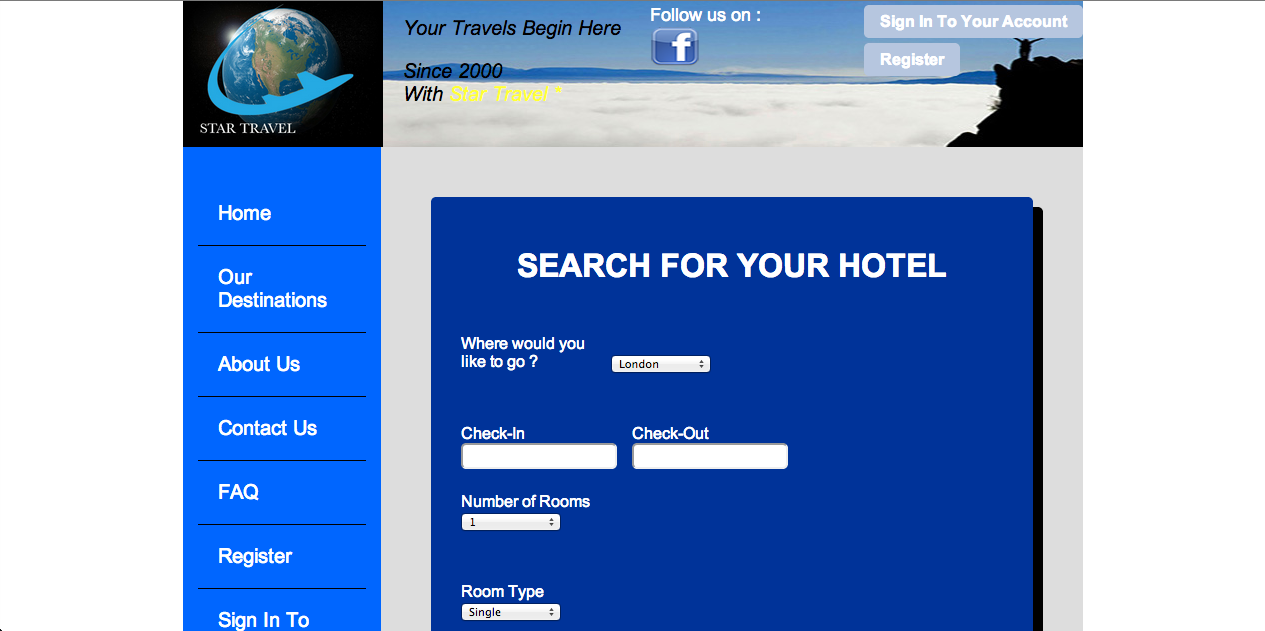 STAR TRAVEL
Your Travels Begin Here
Since 2000
With Star Travel *
Follow us on :
f
Sign In To Your Account
Register
Home
Our
Destinations
About Us
Contact Us
FAQ
Register
Sign In To
SEARCH FOR YOUR HOTEL
Where would you
like to go ?
London
Check-In
Check-Out
Number of Rooms
1
Room Type
Single